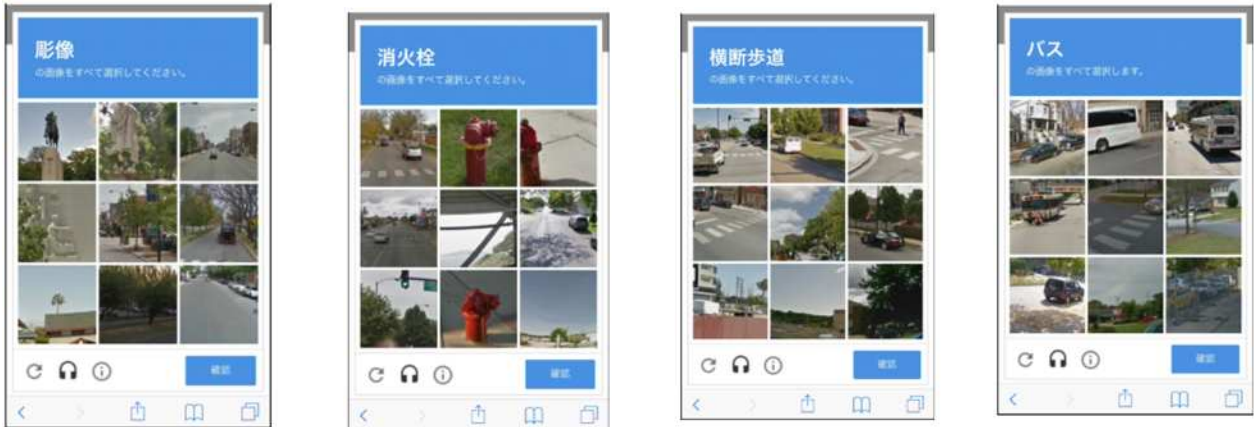 彫像
の画像をすべて選択してください。
確認
消火栓
の画像をすべて選択してください。
確認
横断歩道
の画像をすべて選択してください。
確認
バス
の画像をすべて選択します。
確認